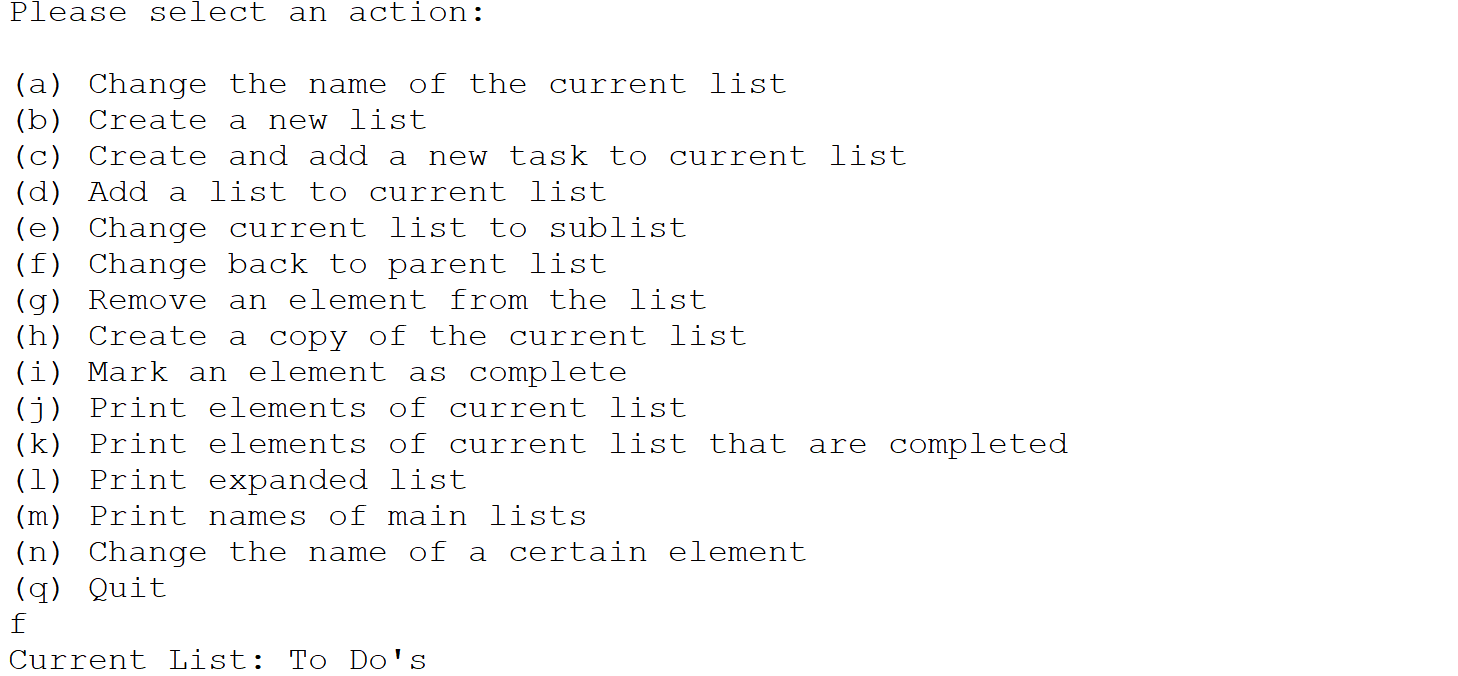 Please select an action:
(a) Change the name of the current list
(b) Create a new list
(c) Create and add a new task to current list
(d) Add a list to current list
(e) Change current list to sublist
(f) Change back to parent list
(g) Remove an element from the list
(h) Create a copy of the current list
(i) Mark an element as complete
(j) Print elements of current list
(k) Print elements of current list that are completed
(l) Print expanded list
(m) Print names of main lists
(n) Change the name of a certain element
(q) Quit
f
Current List: To Do's